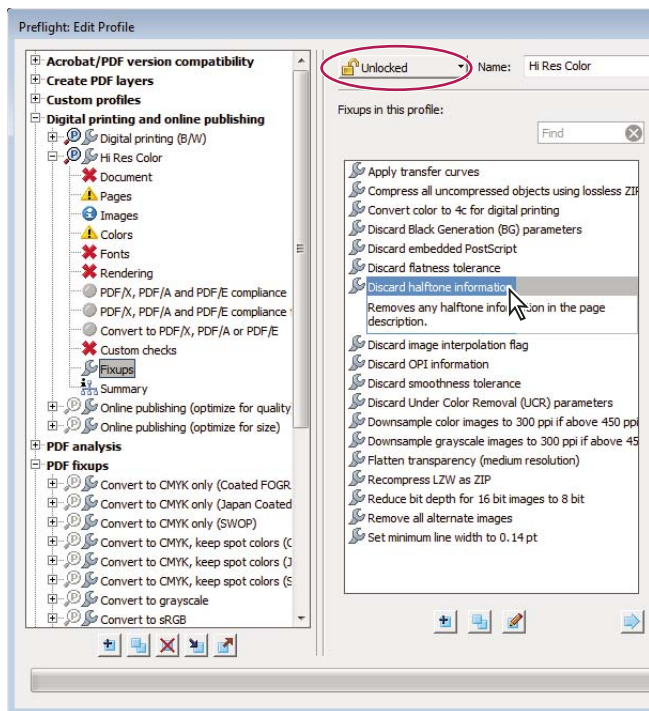 Preflight: Edit Profile
Acrobat/PDF version compatibility
Create PDF layers
Custom profiles
Digital printing and online publishing
Digital printing (B/W)
Hi Res Color
Document
Pages
Images
Colors
Fonts
Rendering
PDF/X, PDF/A and PDF/E compliance
PDF/X, PDF/A and PDF/E compliance
Convert to PDF/X, PDF/A or PDF/E
Custom checks
Fixups
Summary
Online publishing (optimize for quality
Online publishing (optimize for size)
PDF analysis
PDF fixups
Convert to CMYK only (Coated FOGR
Convert to CMYK only (Japan Coated
Convert to CMYK only (SWOP)
Convert to CMYK, keep spot colors (C
Convert to CMYK, keep spot colors (J
Convert to CMYK, keep spot colors (S
Convert to grayscale
Convert to sRGB
Unlocked
Name: Hi Res Color
Fixups in this profile:
Find
Apply transfer curves
Compress all uncompressed objects using lossless ZIP
Convert color to 4c for digital printing
Discard Black Generation (BG) parameters
Discard embedded PostScript
Discard flatness tolerance
Discard halftone information
Removes any halftone information in the page
description.
Discard image interpolation flag
Discard OPI information
Discard smoothness tolerance
Discard Under Color Removal (UCR) parameters
Downsample color images to 300 ppi if above 450 ppi
Downsample grayscale images to 300 ppi if above 45
Flatten transparency (medium resolution)
Recompress LZW as ZIP
Reduce bit depth for 16 bit images to 8 bit
Remove all alternate images
Set minimum line width to 0.14 pt